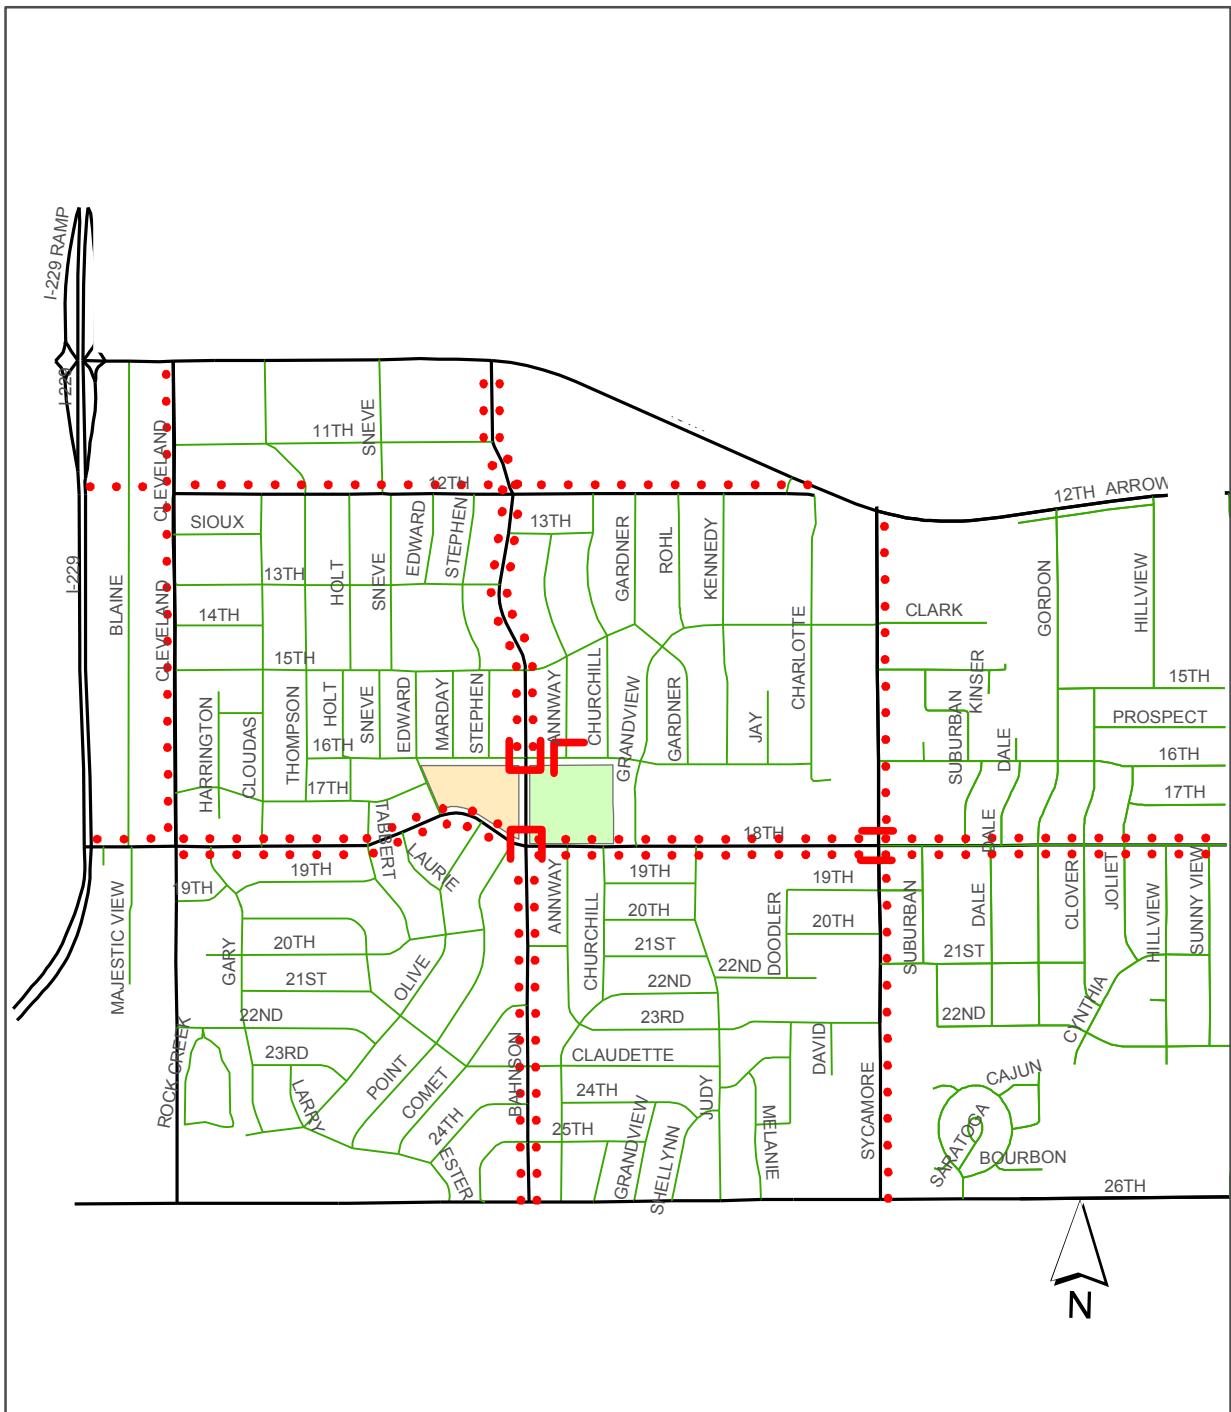 I-229 RAMP
I-229
11TH
SNEVE
CLEVELAND
12TH
12TH ARROW
SIOUX
EDWARD
STEPHEN
13TH
GARDNER
ROHL
KENNEDY
I-229
BLAINE
13TH
HOLT
SNEVE
CLARK
GORDON
HILLVIEW
CLEVELAND
14TH
CHARLOTTE
15TH
KINSER
15TH
HARRINGTON
CLOUDAS
THOMPSON
HOLT
SNEVE
EDWARD
MARDAY
STEPHEN
ANNWAY
CHURCHILL
GRANDVIEW
GARDNER
JAY
SUBURBAN
DALE
PROSPECT
16TH
16TH
17TH
17TH
TABBERT
LAURIE
18TH
DALE
19TH
19TH
19TH
19TH
MAJESTIC VIEW
GARY
20TH
21ST
OLIVE
ANNWAY
CHURCHILL
20TH
21ST
22ND
22ND
DOODLER
20TH
SUBURBAN
DALE
21ST
CLOVER
JOLIET
HILLVIEW
SUNNY VIEW
22ND
23RD
22ND
CYNTHIA
ROCK CREEK
23RD
LARRY
POINT
COMET
24TH
ESTER
BAHNSON
CLAUDETTE
24TH
25TH
GRANDVIEW
SHELLYNN
JUDY
MELANIE
DAVID
SYCAMORE
CAJUN
SARATOGA
BOURBON
26TH
N